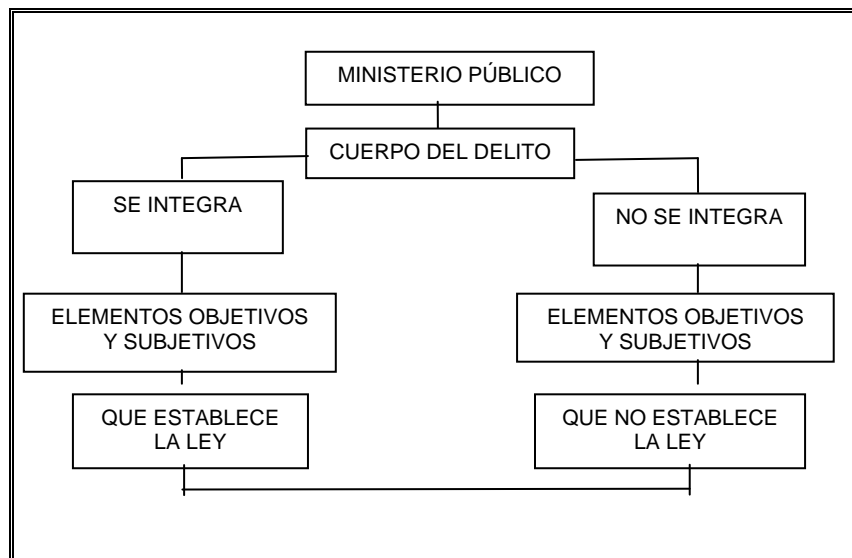 MINISTERIO PÚBLICO
CUERPO DEL DELITO
SE INTEGRA
NO SE INTEGRA
ELEMENTOS OBJETIVOS
Y SUBJETIVOS
ELEMENTOS OBJETIVOS
Y SUBJETIVOS
QUE ESTABLECE
LA LEY
QUE NO ESTABLECE
LA LEY